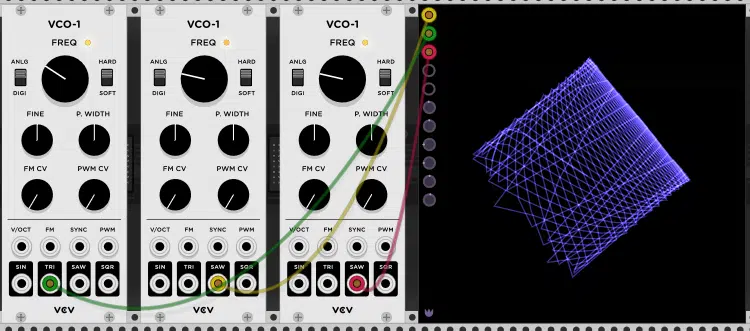 VCO-1
FREQ
ANLG HARD
DIGI SOFT
FINE P. WIDTH
FM CV PWM CV
V/OCT FM SYNC PWM
SIN TRI SAW SQR
VCV
VCO-1
FREQ
ANLG HARD
DIGI SOFT
FINE P. WIDTH
FM CV PWM CV
V/OCT FM SYNC PWM
SIN TRI SAW SQR
VCV
VCO-1
FREQ
ANLG HARD
DIGI SOFT
FINE P. WIDTH
FM CV PWM CV
V/OCT FM SYNC PWM
SIN TRI SAW SQR
VCV